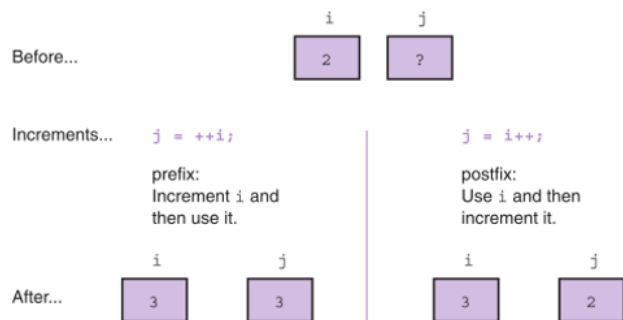 i j
Before... 2 ?
Increments... j = ++i; j = i++;
prefix: postfix:
Increment i and Use i and then
then use it. increment it.
i j i j
After... 3 3 3 2